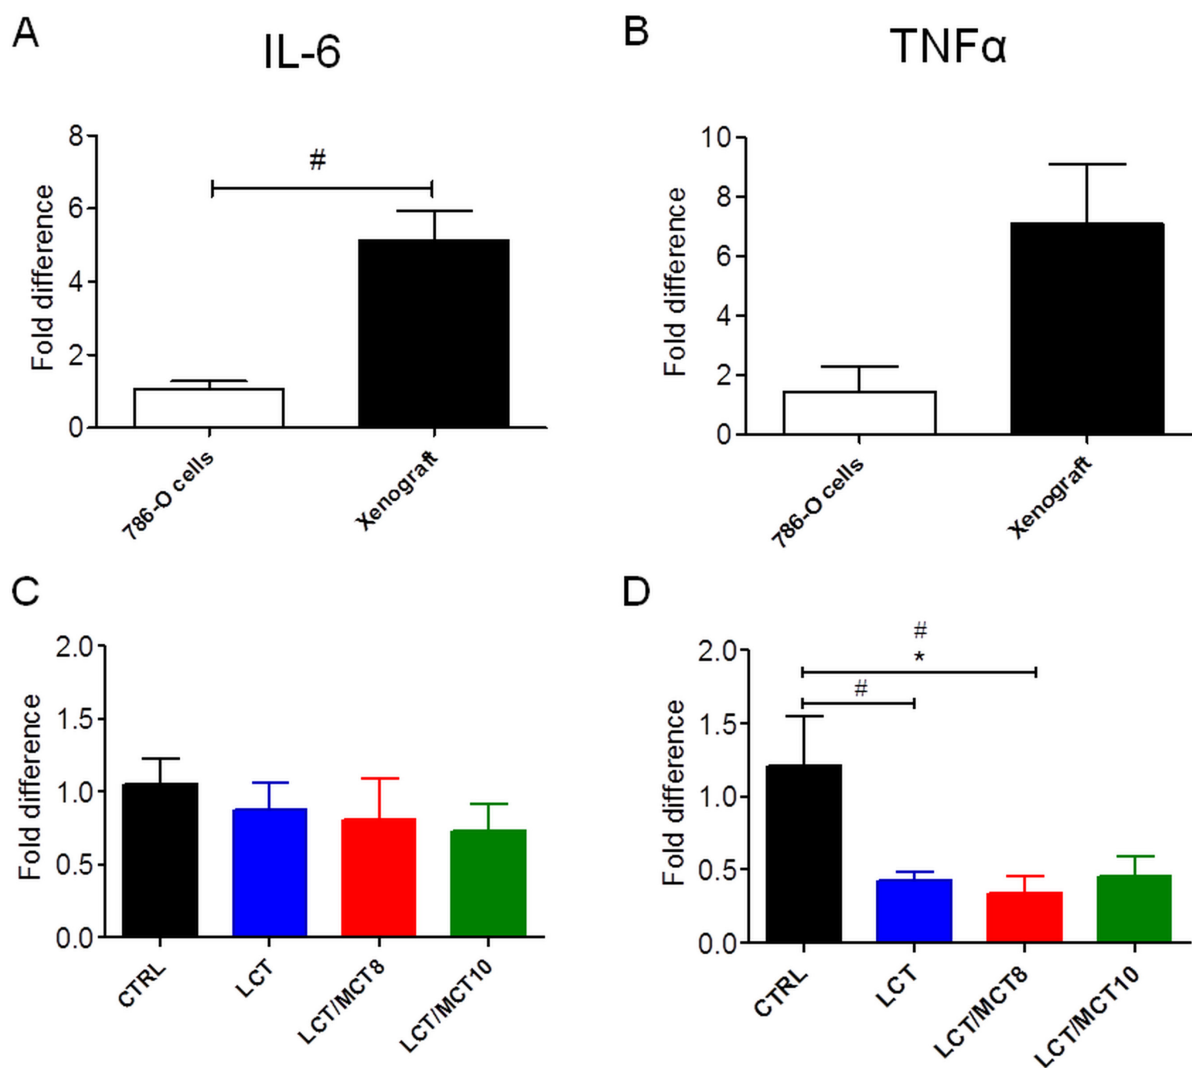 A
IL-6
Fold difference
8
6
4
2
0
#
786-O cells
Xenograft
B
TNFα
Fold difference
10
8
6
4
2
0
786-O cells
Xenograft
C
Fold difference
2.0
1.5
1.0
0.5
0.0
CTRL
LCT
LCT/MCT8
LCT/MCT10
D
Fold difference
2.0
1.5
1.0
0.5
0.0
#
*
#
CTRL
LCT
LCT/MCT8
LCT/MCT10